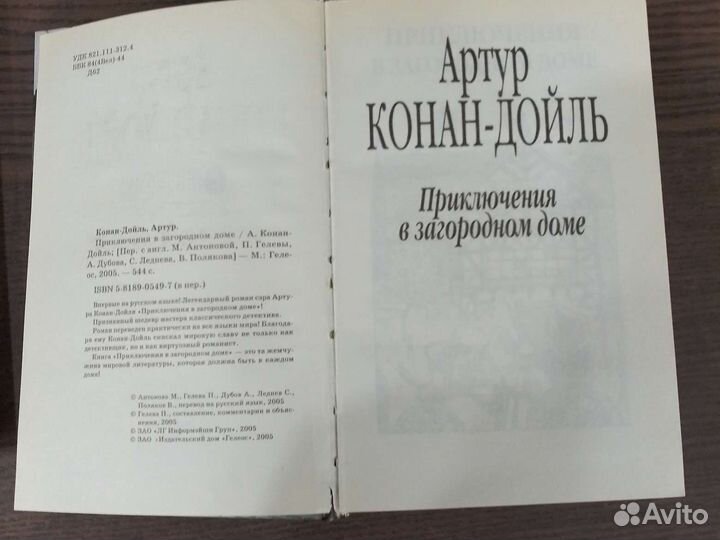 УДК 821.111-312.4
ББК 84(4Вел)-44
Д62
Конан-Дойль, Артур.
Приключения в загородном доме / А. Конан-
Дойль; [Пер. с англ. М. Антоновой, П. Гелевы,
А. Дубова, С. Леднева, В. Полякова] — М.: Геле-
ос, 2005. — 544 с.
ISBN 5-8189-0549-7 (в пер.)
Впервые на русском языке! Легендарный роман сэра Арту-
ра Конан Дойля «Приключения в загородном доме»!
Признанный шедевр мастера классического детектива.
Роман переведен практически на все языки мира! Благода-
ря ему Конан-Дойль снискал мировую славу не только как
детективщик, но и как виртуозный романист.
Книга «Приключения в загородном доме» — это та жемчу-
жина мировой литературы, которая должна быть в каждом
доме!
© Антонова М., Гелева П., Дубов А., Леднев С.,
Поляков В., перевод на русский язык, 2005
© Гелева П., составление, комментарии и объяс-
нения, 2005
© ЗАО «ЛГ Информэйшн Груп», 2005
© ЗАО «Издательский дом «Гелеос», 2005
Артур
КОНАН-ДОЙЛЬ
Приключения
в загородном доме
Avito